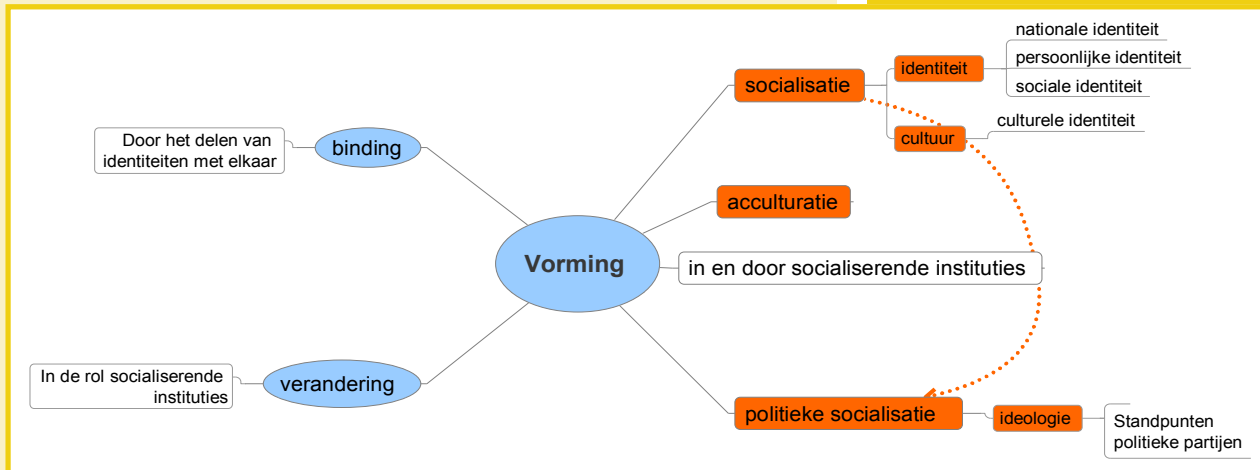 nationale identiteit
persoonlijke identiteit
sociale identiteit
identiteit
socialisatie
culturele identiteit
cultuur
Door het delen van
identiteiten met elkaar
binding
acculturatie
Vorming
in en door socialiserende instituties
In de rol socialiserende
instituties
verandering
politieke socialisatie
ideologie
Standpunten
politieke partijen